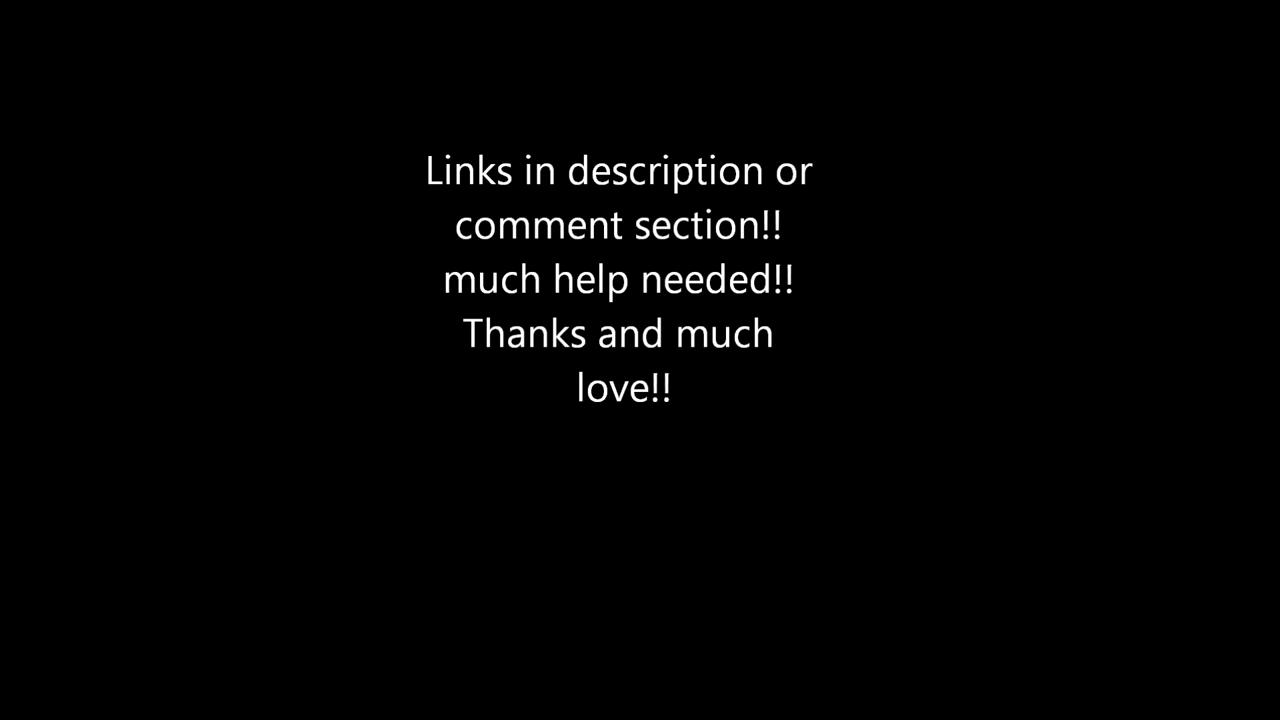 Links in description or
comment section!!
much help needed!!
Thanks and much
love!!